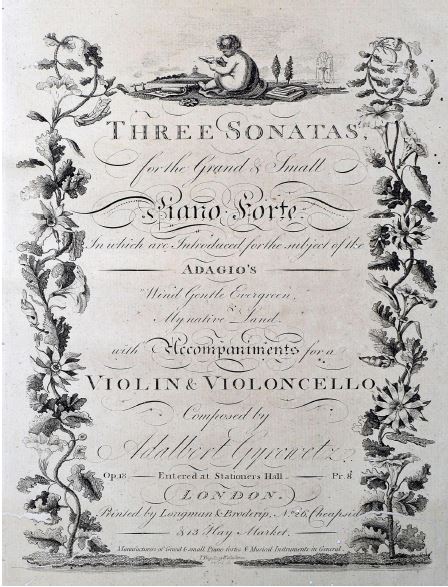 THREE SONATAS,
for the Grand & Small
Piano Forte.
In which are Introduced for the subject of the
ADAGIO'S
Wind Gentle Evergreen,
&
My native Land.
with Accompaniments for a
VIOLIN & VIOLONCELLO,
Composed by
Adalbert Gyrowetz.
Op. 18. Entered at Stationers Hall. Pr. 8
LONDON.
Printed by Longman & Broderip, No. 26, Cheapside
& 13 Hay Market.
Manufacturers of Grand & small Piano fortes & Musical Instruments in General